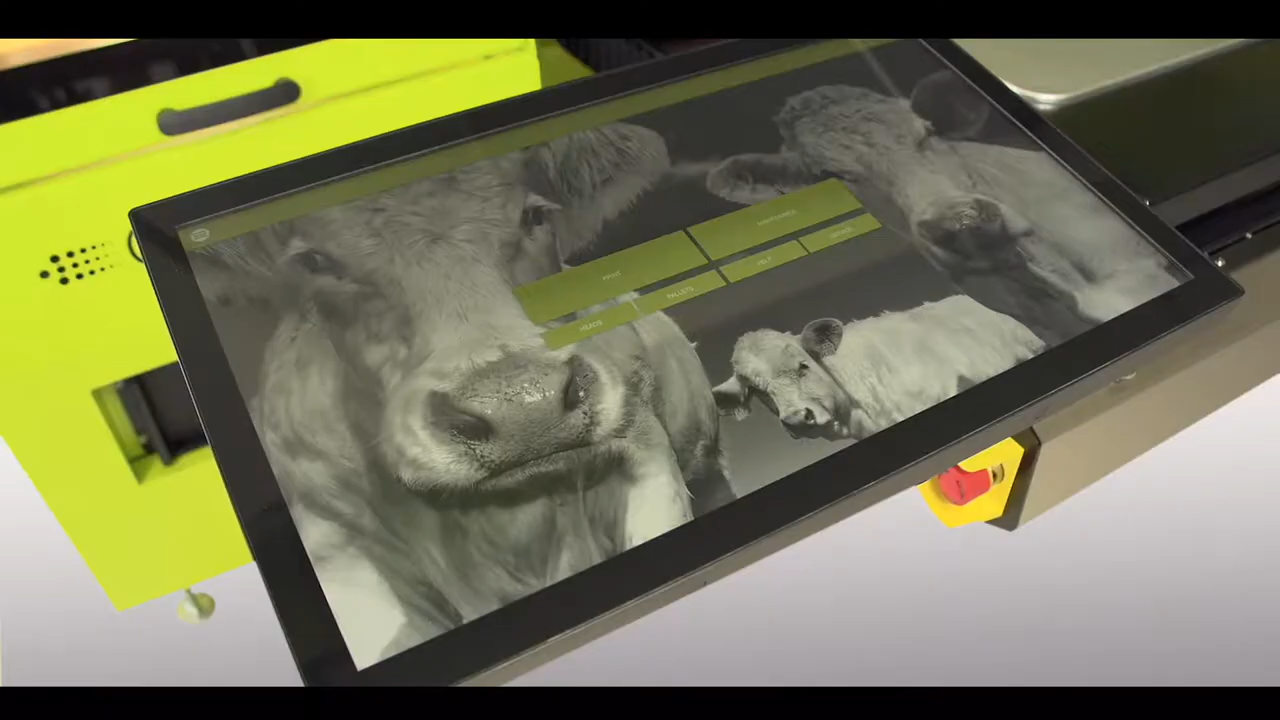 PRINT
MAINTENANCE
HEADS
PALLETS
HELP
SERVICE